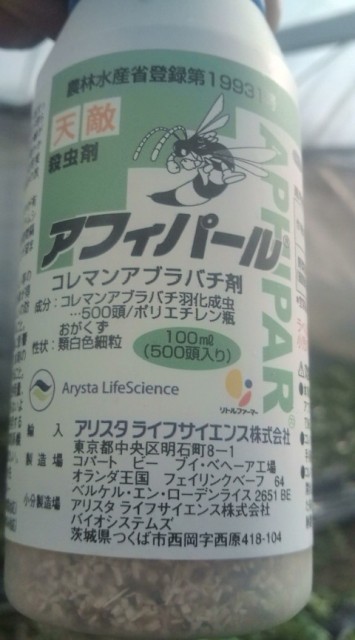 農林水産省登録第19931号
天敵
殺虫剤
アフィパール
APHIPAR®
コレマンアブラバチ剤
成分：コレマンアブラバチ羽化成虫
…500頭/ポリエチレン瓶
おがくず
性状：類白色細粒
100ml
(500頭入り)
Arysta LifeScience
リトルファーマー
輸入 アリスタ ライフサイエンス株式会社
東京都中央区明石町8−1
製造場 コパート ビー ブイ・ベヘーア工場
オランダ王国 フェイリンクベーフ 64
ベルケル・エン・ローデンライス 2651 BE
小分製造場 アリスタ ライフサイエンス株式会社
バイオシステムズ
茨城県つくば市西岡字西原418-104